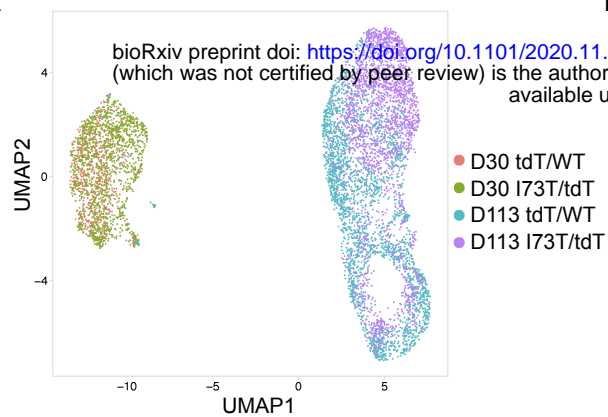 bioRxiv preprint doi: https://doi.org/10.1101/2020.11.
(which was not certified by peer review) is the author
available u
4
0
−4
UMAP2
D30 tdT/WT
D30 I73T/tdT
D113 tdT/WT
D113 I73T/tdT
−10
−5
0
5
UMAP1